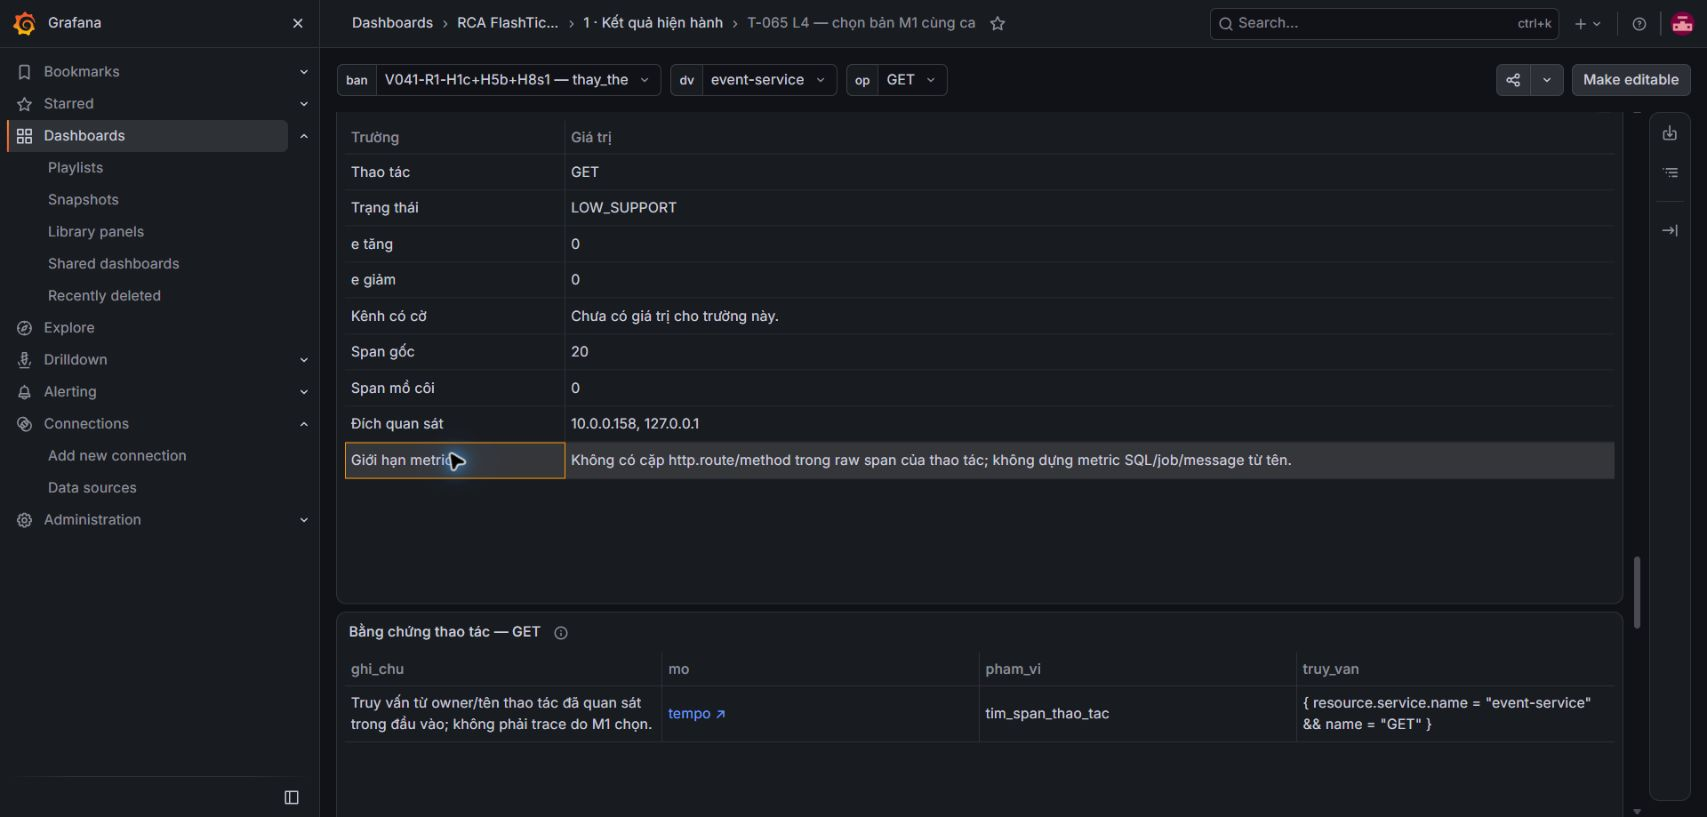 Grafana
Dashboards › RCA FlashTic... › 1 · Kết quả hiện hành › T-065 L4 — chọn bản M1 cùng ca
Search...
ctrl+k
Bookmarks
Starred
Dashboards
Playlists
Snapshots
Library panels
Shared dashboards
Recently deleted
Explore
Drilldown
Alerting
Connections
Add new connection
Data sources
Administration
ban V041-R1-H1c+H5b+H8s1 — thay_the
dv event-service
op GET
Make editable
Trường Giá trị
Thao tác GET
Trạng thái LOW_SUPPORT
e tăng 0
e giảm 0
Kênh có cờ Chưa có giá trị cho trường này.
Span gốc 20
Span mồ côi 0
Đích quan sát 10.0.0.158, 127.0.0.1
Giới hạn metric Không có cặp http.route/method trong raw span của thao tác; không dựng metric SQL/job/message từ tên.
Bằng chứng thao tác — GET
ghi_chu mo pham_vi truy_van
Truy vấn từ owner/tên thao tác đã quan sát
trong đầu vào; không phải trace do M1 chọn.
tempo
tim_span_thao_tac
{ resource.service.name = "event-service"
&& name = "GET" }